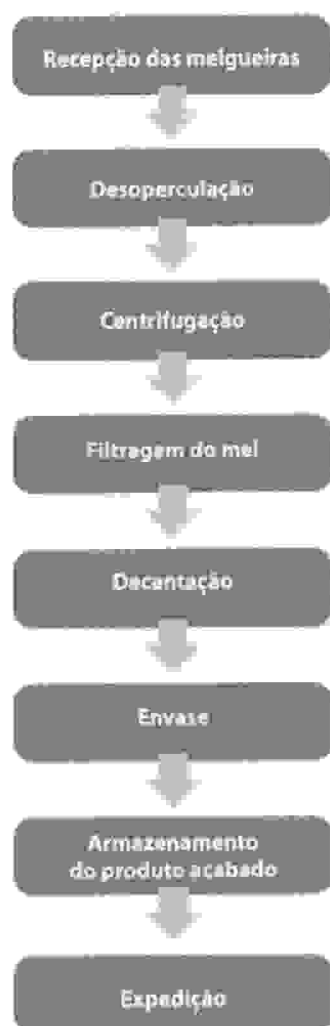 Recepção das melgueiras
Desoperculação
Centrifugação
Filtragem do mel
Decantação
Envase
Armazenamento
do produto acabado
Expedição